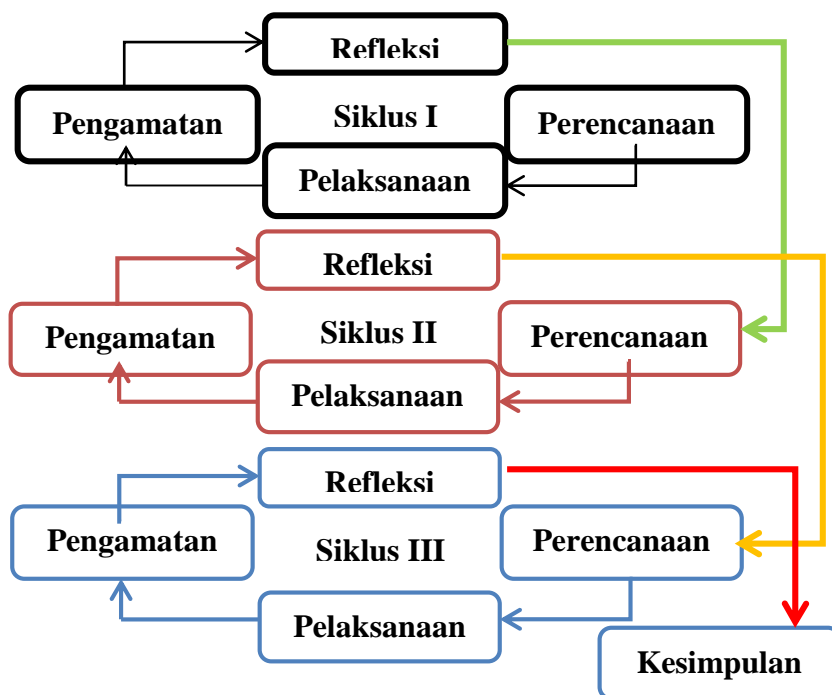 Refleksi
Pengamatan Siklus I Perencanaan
Pelaksanaan
Refleksi
Pengamatan Siklus II Perencanaan
Pelaksanaan
Refleksi
Pengamatan Siklus III Perencanaan
Pelaksanaan
Kesimpulan